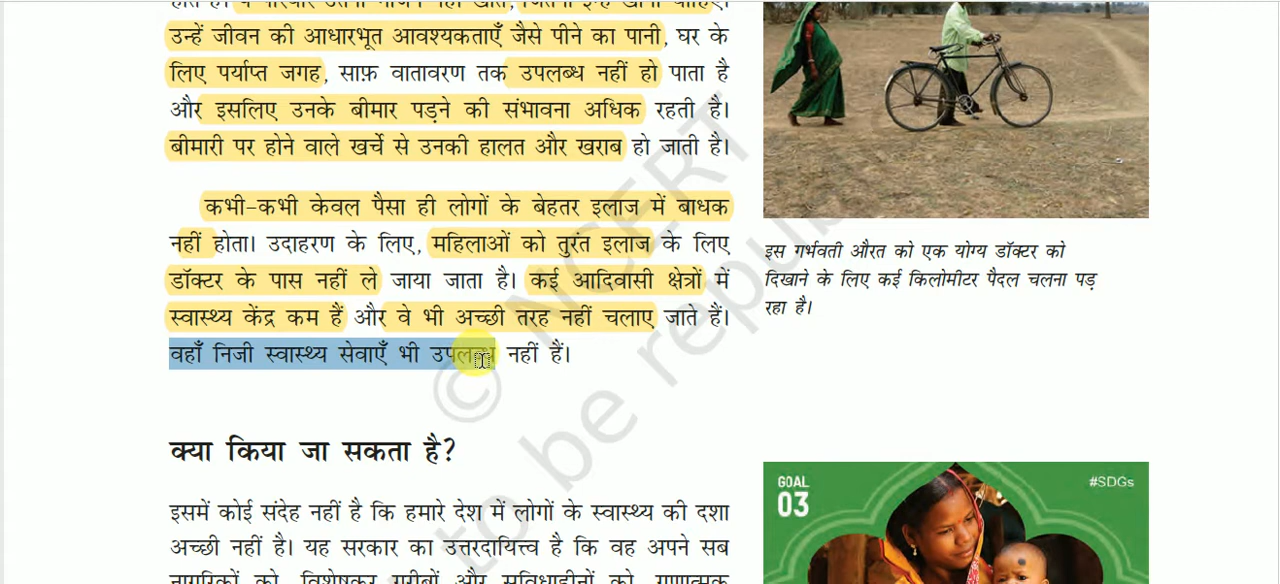 उन्हें जीवन की आधारभूत आवश्यकताएँ जैसे पीने का पानी, घर के
लिए पर्याप्त जगह, साफ़ वातावरण तक उपलब्ध नहीं हो पाता है
और इसलिए उनके बीमार पड़ने की संभावना अधिक रहती है।
बीमारी पर होने वाले खर्चे से उनकी हालत और खराब हो जाती है।
कभी-कभी केवल पैसा ही लोगों के बेहतर इलाज में बाधक
नहीं होता। उदाहरण के लिए, महिलाओं को तुरंत इलाज के लिए
डॉक्टर के पास नहीं ले जाया जाता है। कई आदिवासी क्षेत्रों में
स्वास्थ्य केंद्र कम हैं और वे भी अच्छी तरह नहीं चलाए जाते हैं।
वहाँ निजी स्वास्थ्य सेवाएँ भी उपलब्ध नहीं हैं।
क्या किया जा सकता है?
इसमें कोई संदेह नहीं है कि हमारे देश में लोगों के स्वास्थ्य की दशा
अच्छी नहीं है। यह सरकार का उत्तरदायित्त्व है कि वह अपने सब
इस गर्भवती औरत को एक योग्य डॉक्टर को
दिखाने के लिए कई किलोमीटर पैदल चलना पड़
रहा है।
GOAL
03
#SDGs
© NCERT
to be republ